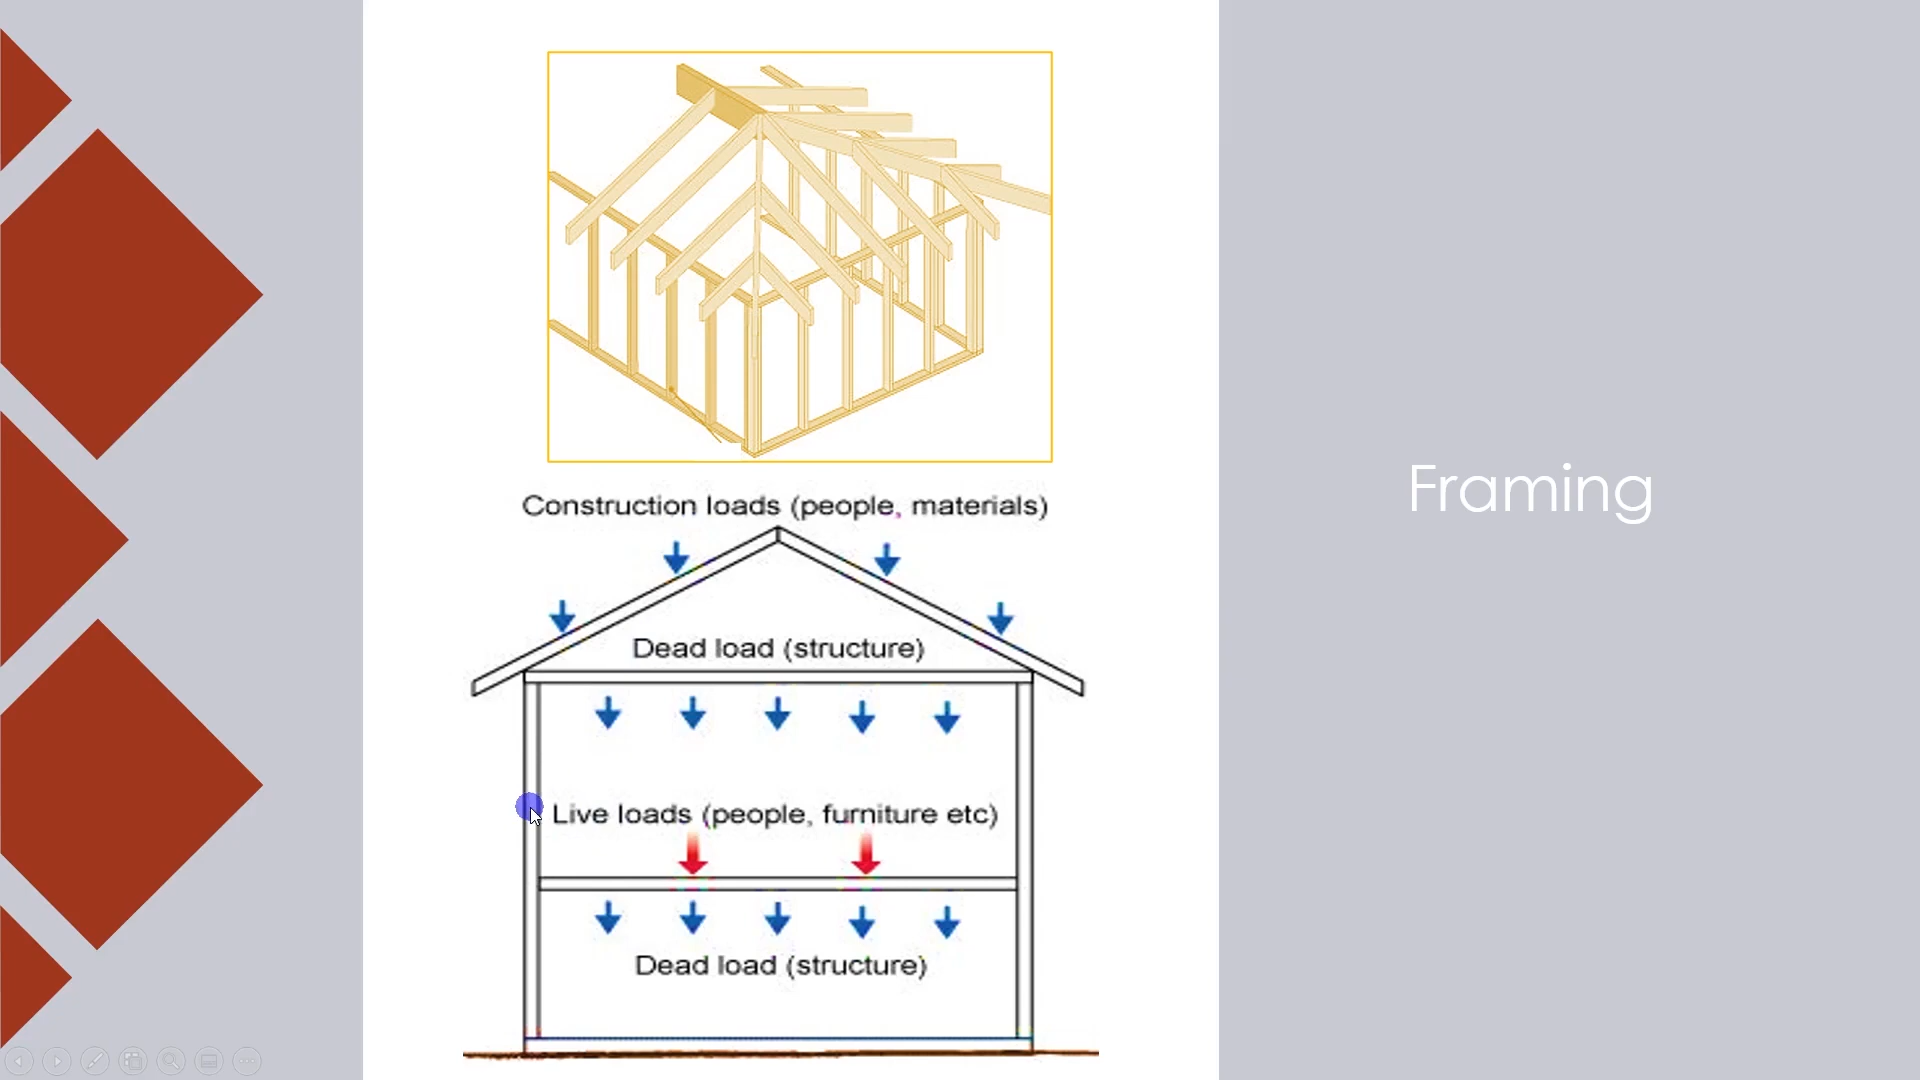 Construction loads (people, materials)
Dead load (structure)
Live loads (people, furniture etc)
Dead load (structure)
Framing